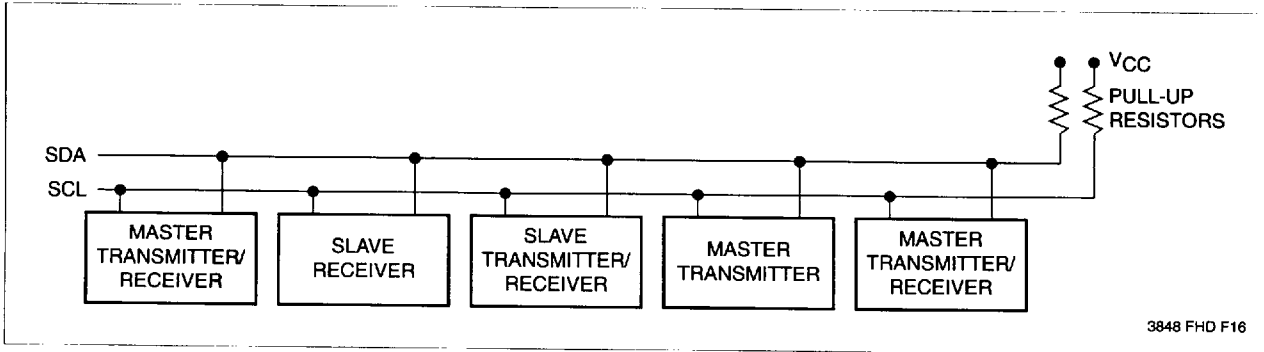 VCC
PULL-UP
RESISTORS
SDA
SCL
MASTER
TRANSMITTER/
RECEIVER
SLAVE
RECEIVER
SLAVE
TRANSMITTER/
RECEIVER
MASTER
TRANSMITTER
MASTER
TRANSMITTER/
RECEIVER
3848 FHD F16